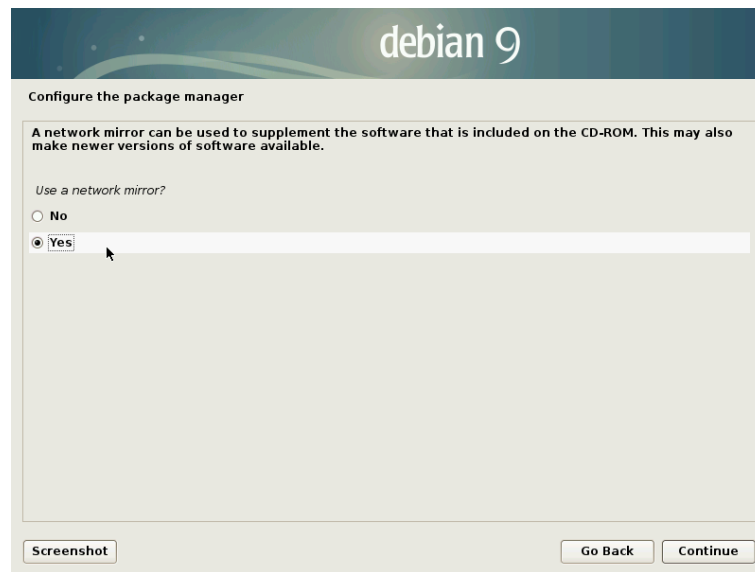 debian 9
Configure the package manager
A network mirror can be used to supplement the software that is included on the CD-ROM. This may also
make newer versions of software available.
Use a network mirror?
No
Yes
Screenshot
Go Back
Continue